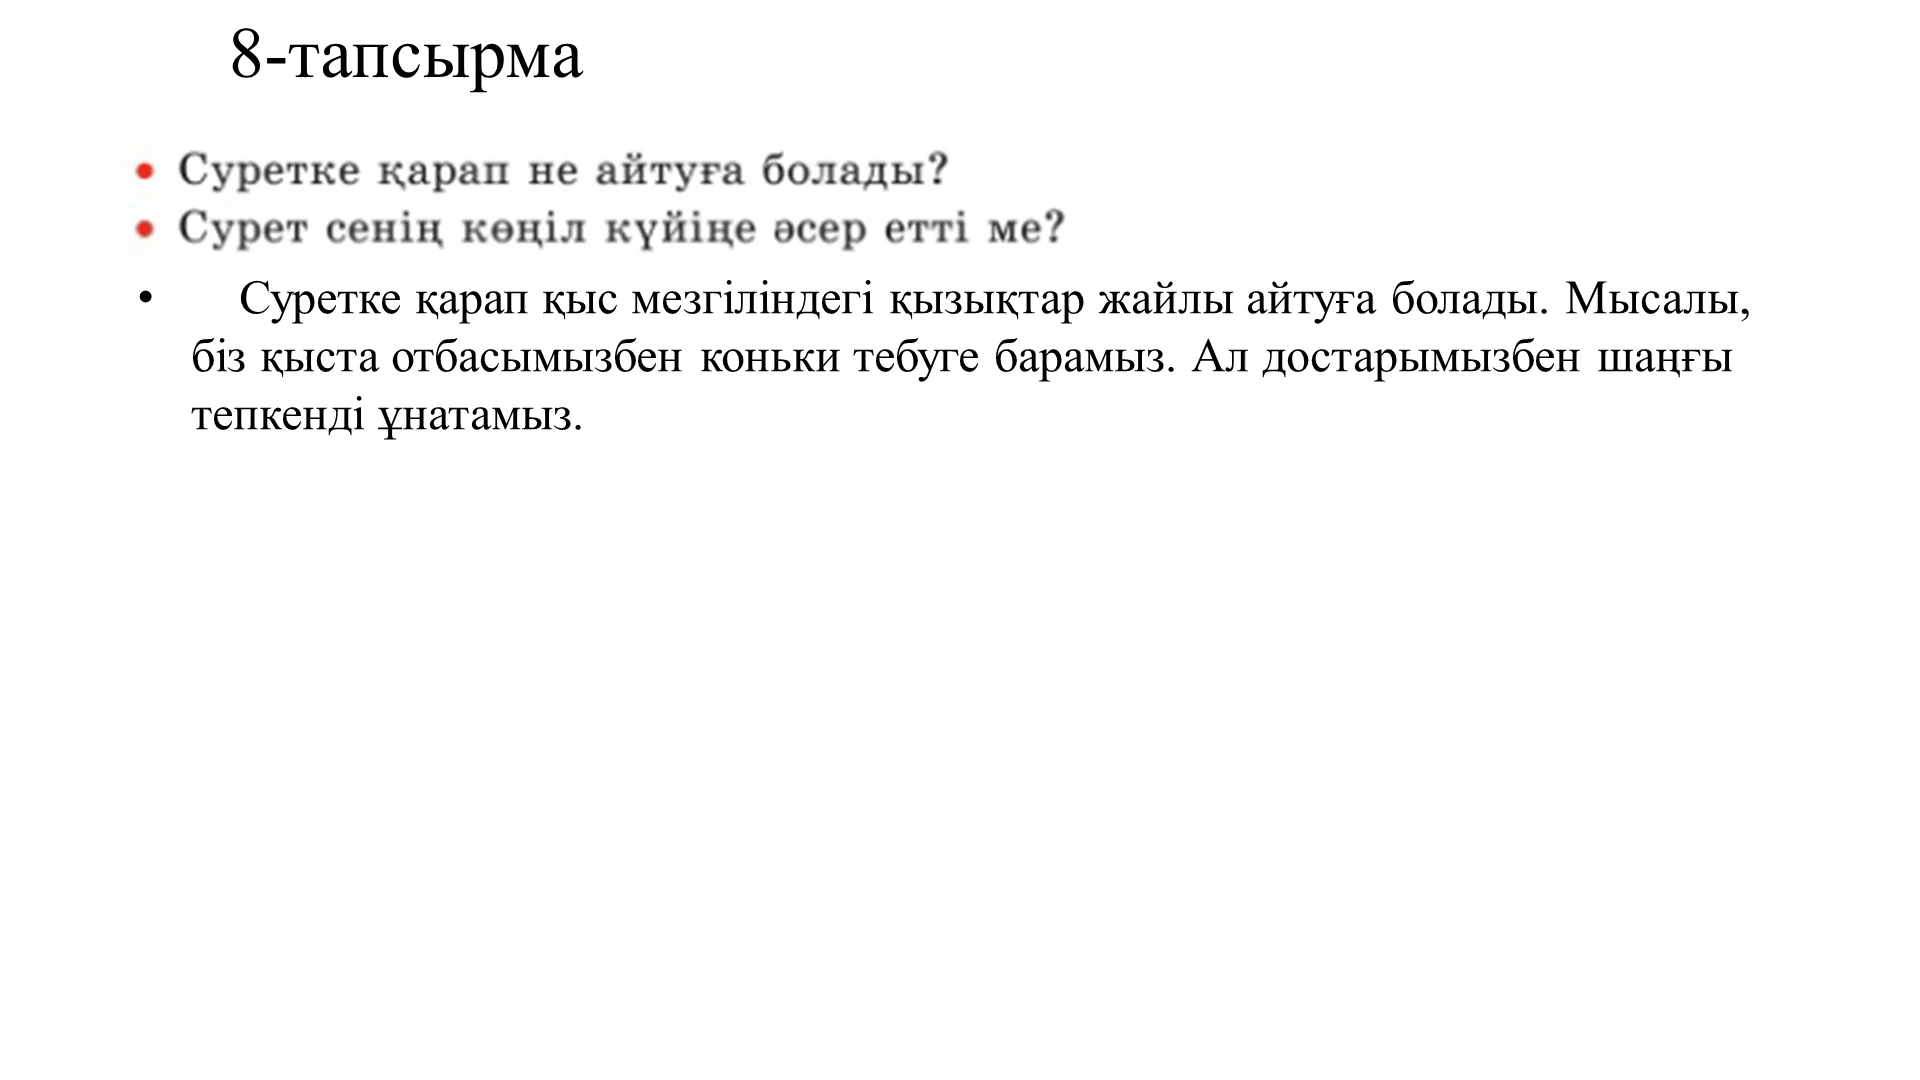 8-тапсырма
• Суретке қарап не айтуға болады?
• Сурет сенің көңіл күйіңе әсер етті ме?
• Суретке қарап қыс мезгіліндегі қызықтар жайлы айтуға болады. Мысалы,
біз қыста отбасымызбен коньки тебуге барамыз. Ал достарымызбен шаңғы
тепкенді ұнатамыз.